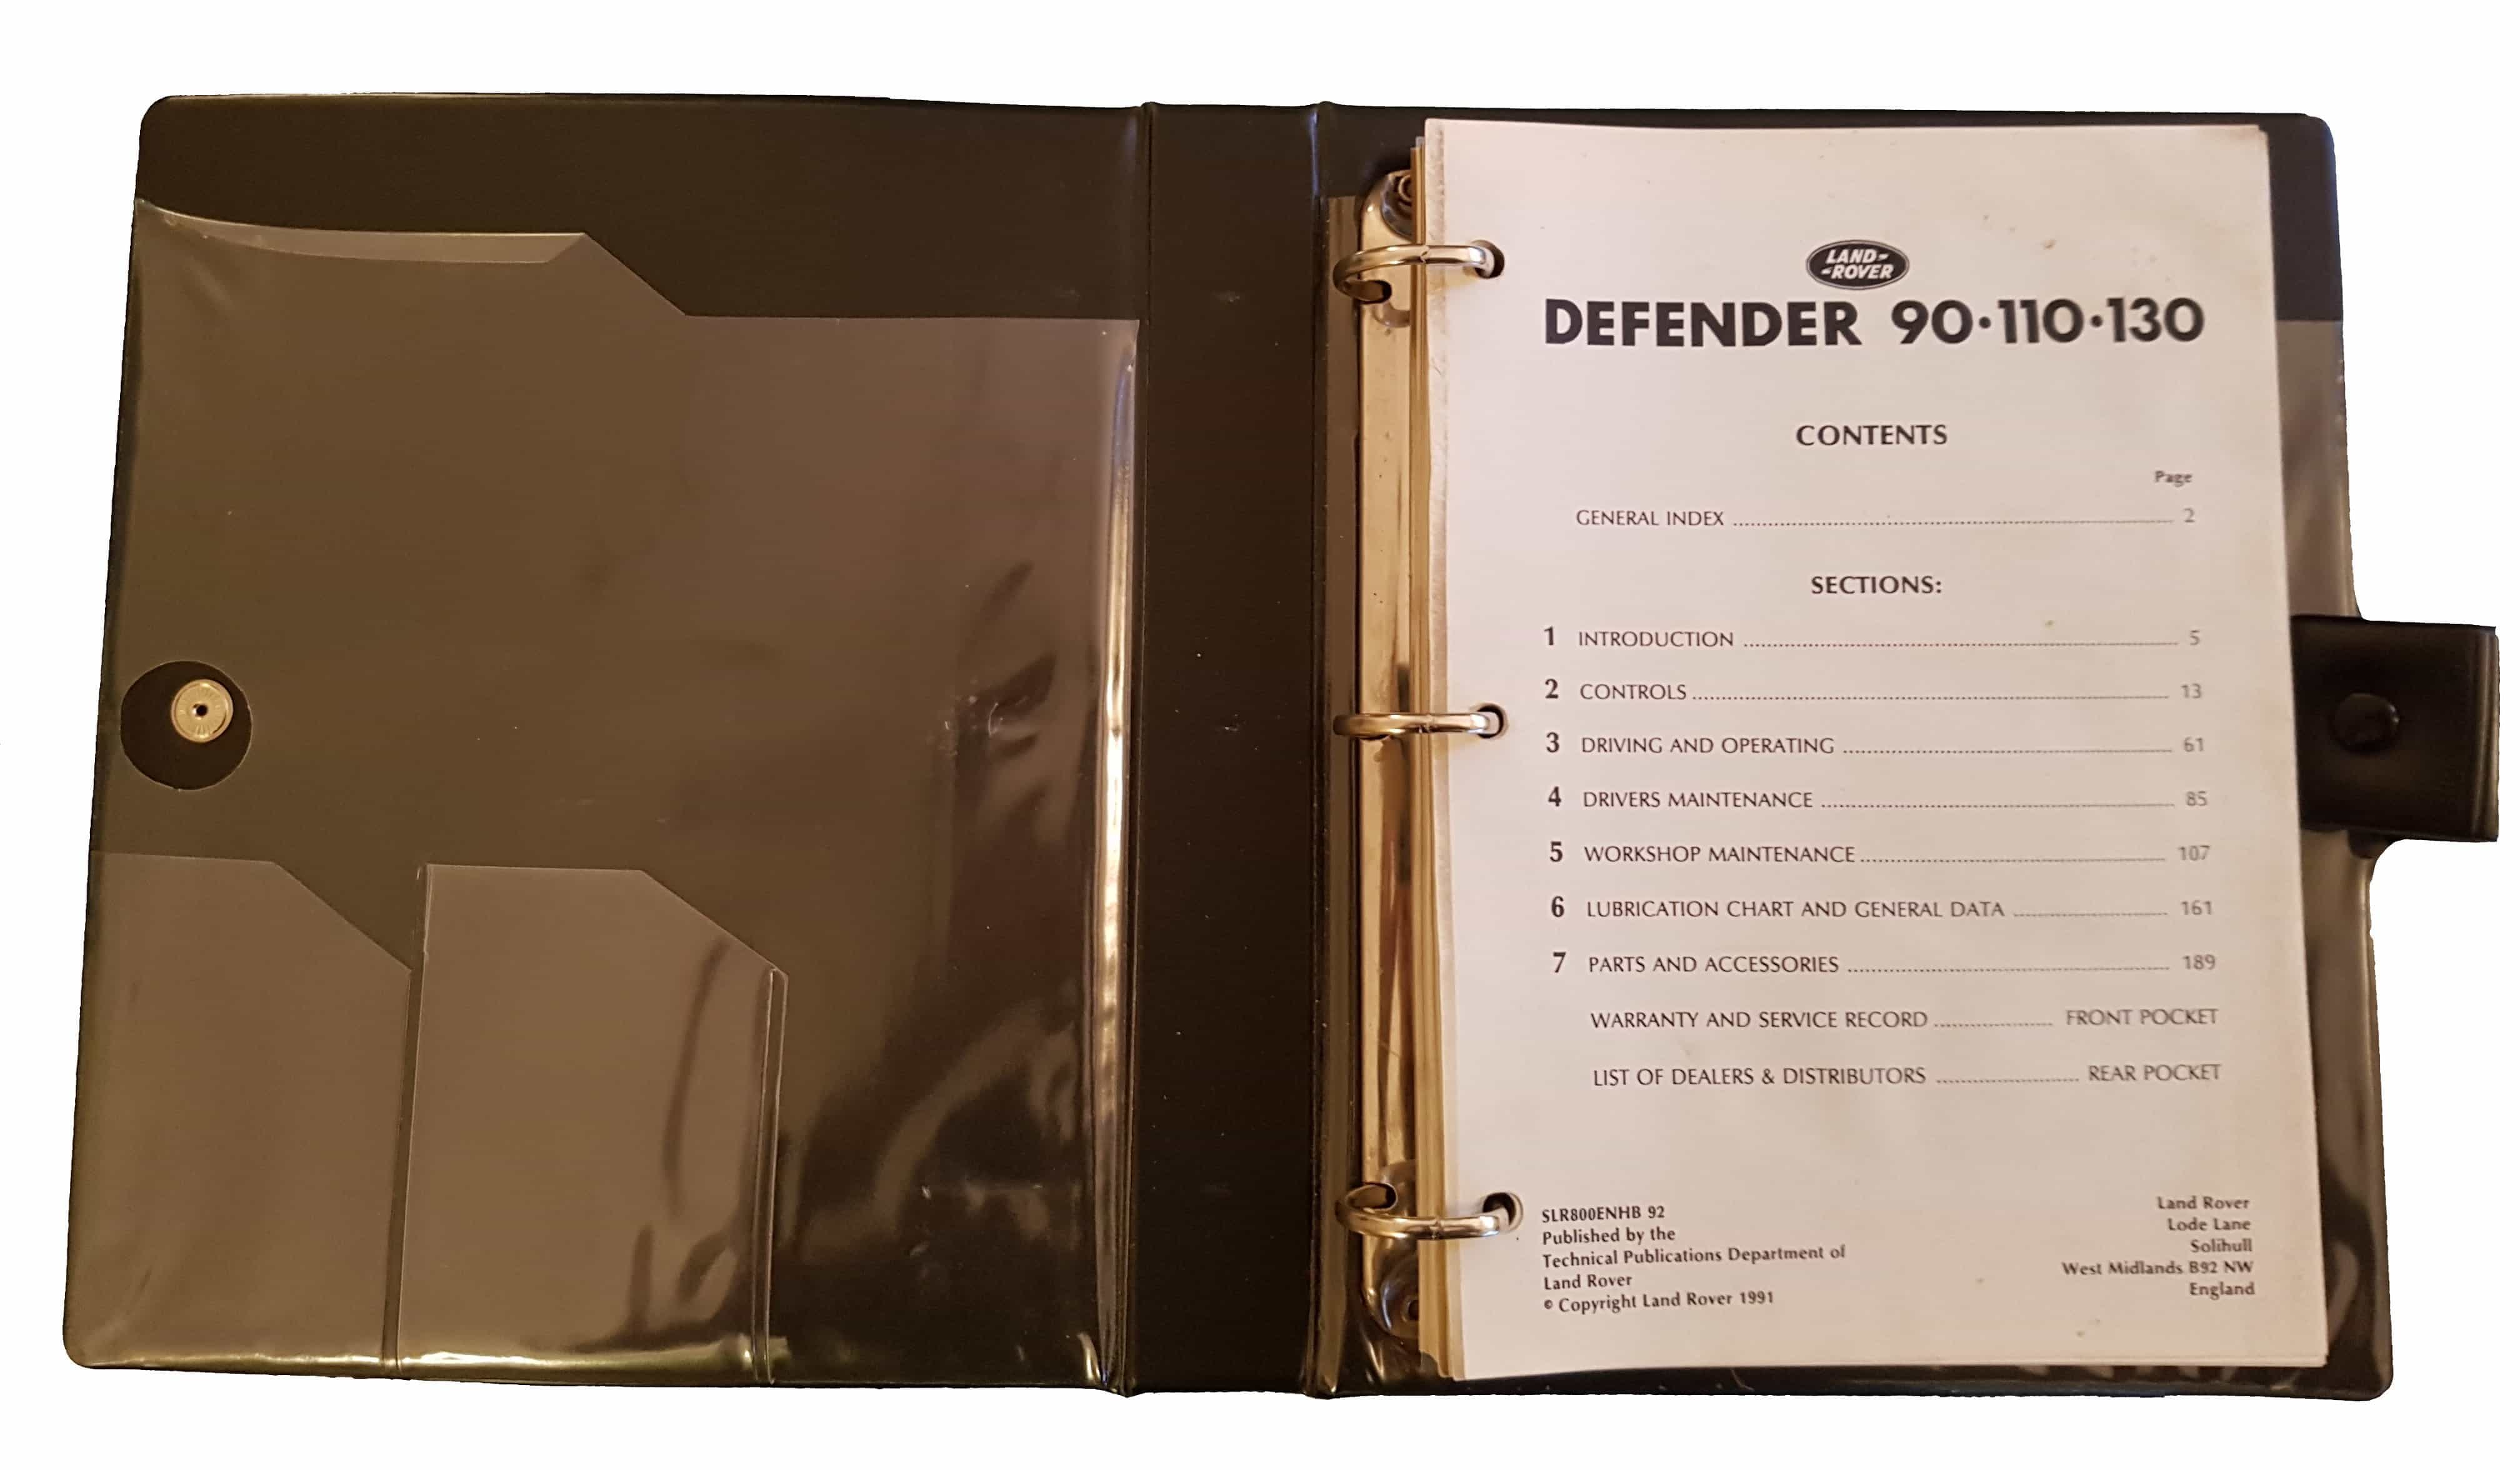 LAND-
-ROVER
DEFENDER 90·110·130
CONTENTS
Page
GENERAL INDEX ........................ 2
SECTIONS:
1 INTRODUCTION ........................ 5
2 CONTROLS ........................ 13
3 DRIVING AND OPERATING ........................ 61
4 DRIVERS MAINTENANCE ........................ 85
5 WORKSHOP MAINTENANCE ........................ 107
6 LUBRICATION CHART AND GENERAL DATA ........................ 161
7 PARTS AND ACCESSORIES ........................ 189
WARRANTY AND SERVICE RECORD ........................ FRONT POCKET
LIST OF DEALERS & DISTRIBUTORS ........................ REAR POCKET
SLR800ENHB 92
Published by the
Technical Publications Department of
Land Rover
© Copyright Land Rover 1991
Land Rover
Lode Lane
Solihull
West Midlands B92 NW
England